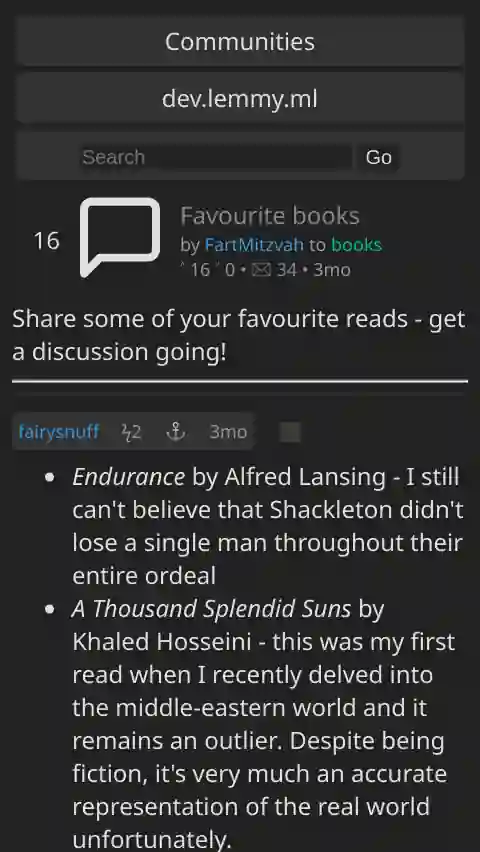 Communities
dev.lemmy.ml
Search Go
16
Favourite books
by FartMitzvah to books
˄ 16 ˅ 0 • ✉ 34 • 3mo
Share some of your favourite reads - get
a discussion going!
fairysnuff ϟ2 ⚓ 3mo
• Endurance by Alfred Lansing - I still
can't believe that Shackleton didn't
lose a single man throughout their
entire ordeal
• A Thousand Splendid Suns by
Khaled Hosseini - this was my first
read when I recently delved into
the middle-eastern world and it
remains an outlier. Despite being
fiction, it's very much an accurate
representation of the real world
unfortunately.